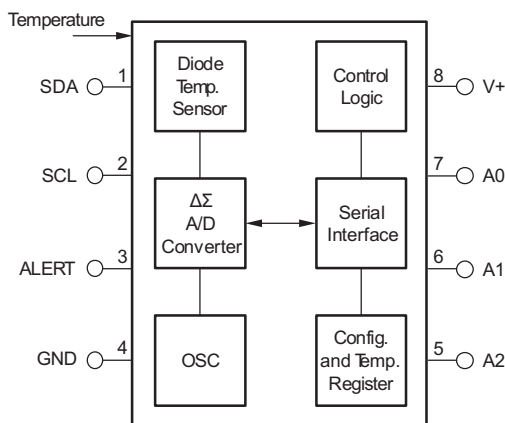 Temperature
1
SDA
2
SCL
3
ALERT
4
GND
Diode
Temp.
Sensor
ΔΣ
A/D
Converter
OSC
Control
Logic
Serial
Interface
Config.
and Temp.
Register
8
V+
7
A0
6
A1
5
A2